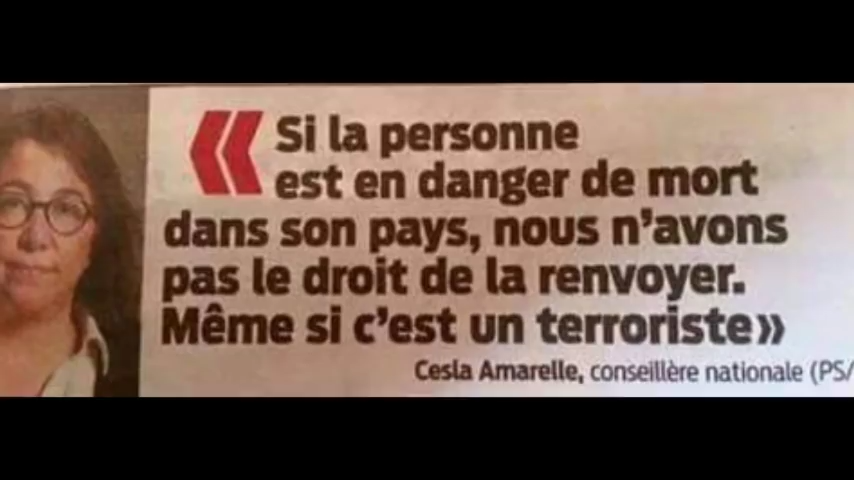 « Si la personne
est en danger de mort
dans son pays, nous n'avons
pas le droit de la renvoyer.
Même si c'est un terroriste»
Cesla Amarelle, conseillère nationale (PS/